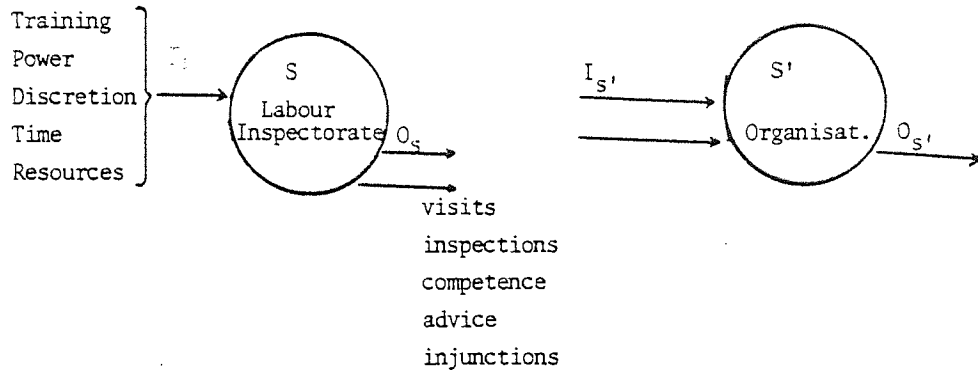 Training
Power
Discretion
Time
Resources
S
Labour
Inspectorate
O_s
visits
inspections
competence
advice
injunctions
I_s'
S'
Organisat.
O_s'